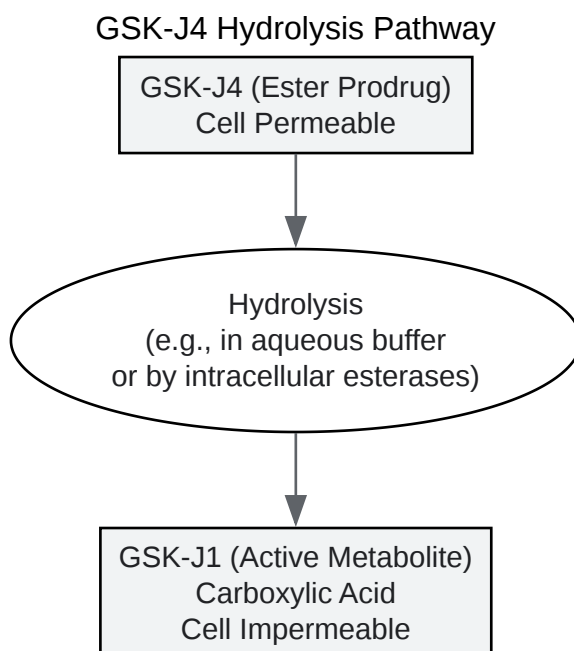 GSK-J4 Hydrolysis Pathway
GSK-J4 (Ester Prodrug)
Cell Permeable
Hydrolysis
(e.g., in aqueous buffer
or by intracellular esterases)
GSK-J1 (Active Metabolite)
Carboxylic Acid
Cell Impermeable